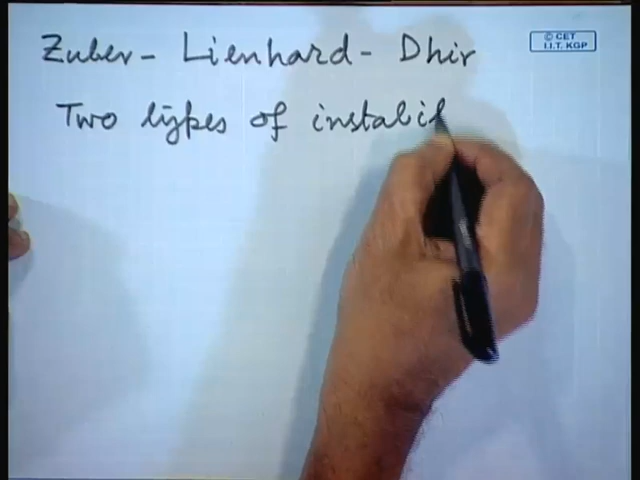 Zuber - Lienhard - Dhir
© CET
I.I.T. KGP
Two types of instabil